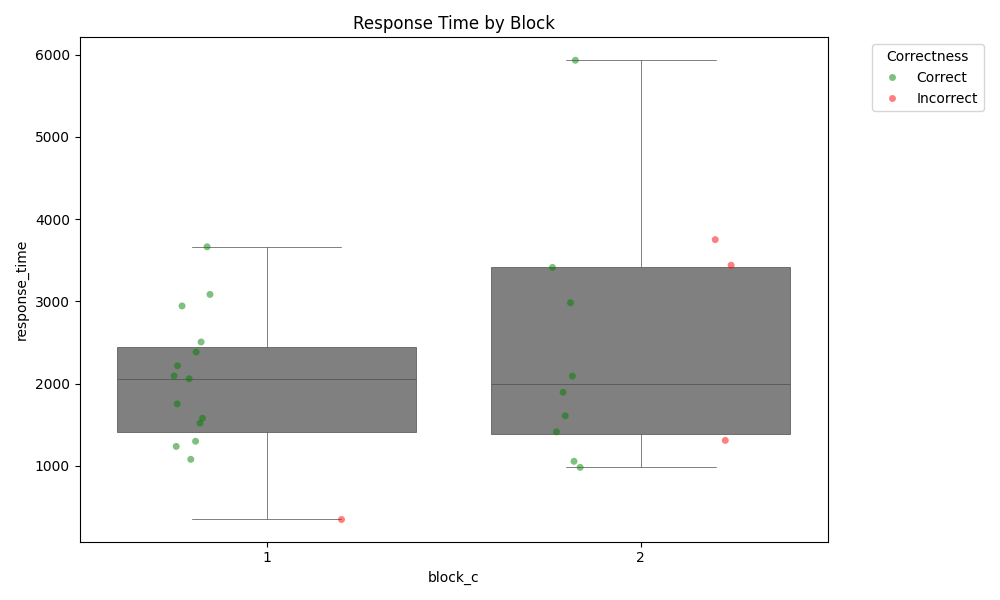 Response Time by Block
Correctness
Correct
Incorrect
response_time
6000
5000
4000
3000
2000
1000
1
2
block_c